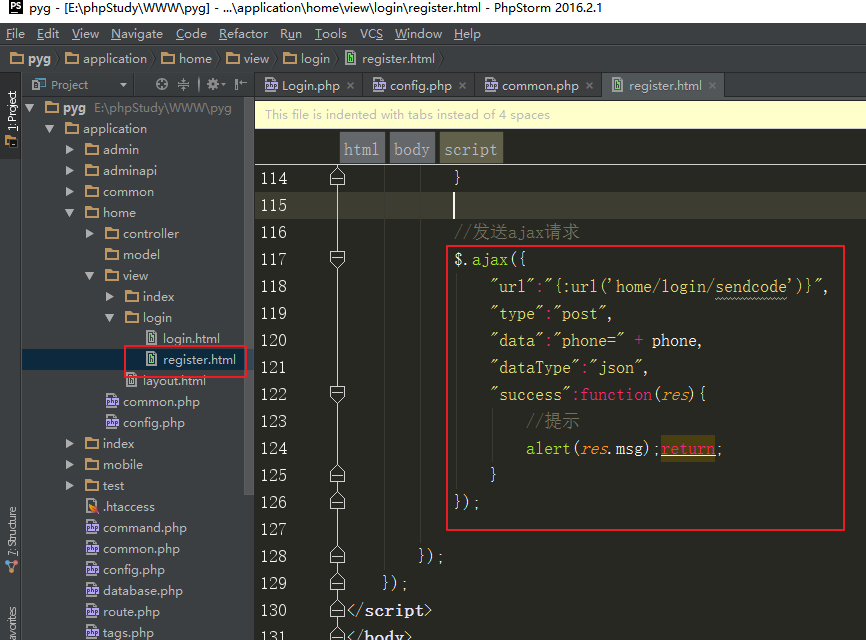 pyg - [E:\phpStudy\WWW\pyg] - ...\application\home\view\login\register.html - PhpStorm 2016.2.1
File Edit View Navigate Code Refactor Run Tools VCS Window Help
pyg application home view login register.html
Project Login.php config.php common.php register.html
1: Project
7: Structure
avorites
pyg E:\phpStudy\WWW\pyg
application
admin
adminapi
common
home
controller
model
view
index
login
login.html
register.html
layout.html
common.php
config.php
index
mobile
test
.htaccess
command.php
common.php
config.php
database.php
route.php
tags.php
This file is indented with tabs instead of 4 spaces
html body script
114 }
115
116 //发送ajax请求
117 $.ajax({
118 "url":"{:url('home/login/sendcode')}",
119 "type":"post",
120 "data":"phone=" + phone,
121 "dataType":"json",
122 "success":function(res){
123 //提示
124 alert(res.msg);return;
125 }
126 });
127
128 });
129 });
130 </script>
131 </body>